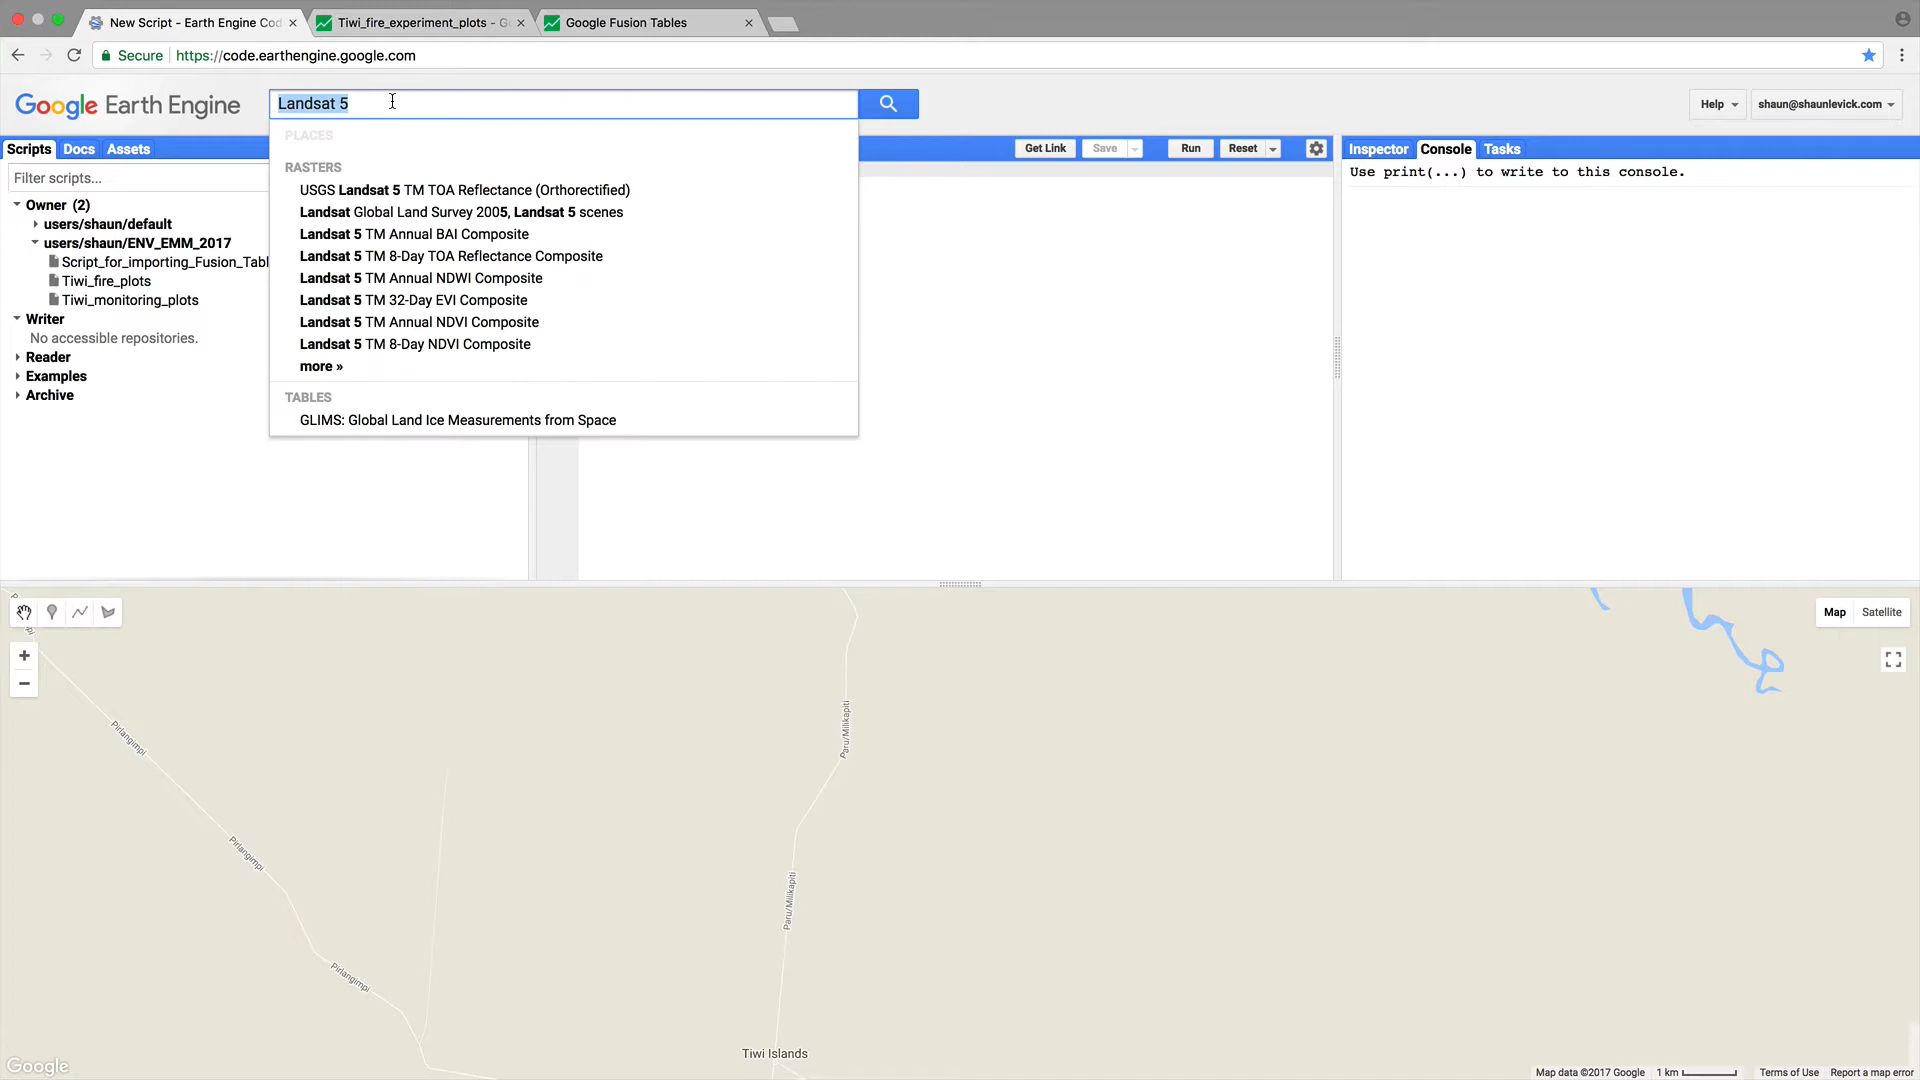 New Script - Earth Engine Cod
Tiwi_fire_experiment_plots - Go
Google Fusion Tables
Secure https://code.earthengine.google.com
Google Earth Engine
Landsat 5
Help
shaun@shaunlevick.com
Scripts Docs Assets
Get Link Save Run Reset
Inspector Console Tasks
Filter scripts...
Use print(...) to write to this console.
Owner (2)
users/shaun/default
users/shaun/ENV_EMM_2017
Script_for_importing_Fusion_Tabl
Tiwi_fire_plots
Tiwi_monitoring_plots
Writer
No accessible repositories.
Reader
Examples
Archive
PLACES
RASTERS
USGS Landsat 5 TM TOA Reflectance (Orthorectified)
Landsat Global Land Survey 2005, Landsat 5 scenes
Landsat 5 TM Annual BAI Composite
Landsat 5 TM 8-Day TOA Reflectance Composite
Landsat 5 TM Annual NDWI Composite
Landsat 5 TM 32-Day EVI Composite
Landsat 5 TM Annual NDVI Composite
Landsat 5 TM 8-Day NDVI Composite
more »
TABLES
GLIMS: Global Land Ice Measurements from Space
Map Satellite
Pirlangimpi
Paru/Milikapiti
Pirlangimpi
Paru/Milikapiti
Pirlangimpi
Tiwi Islands
Google
Map data ©2017 Google 1 km Terms of Use Report a map error